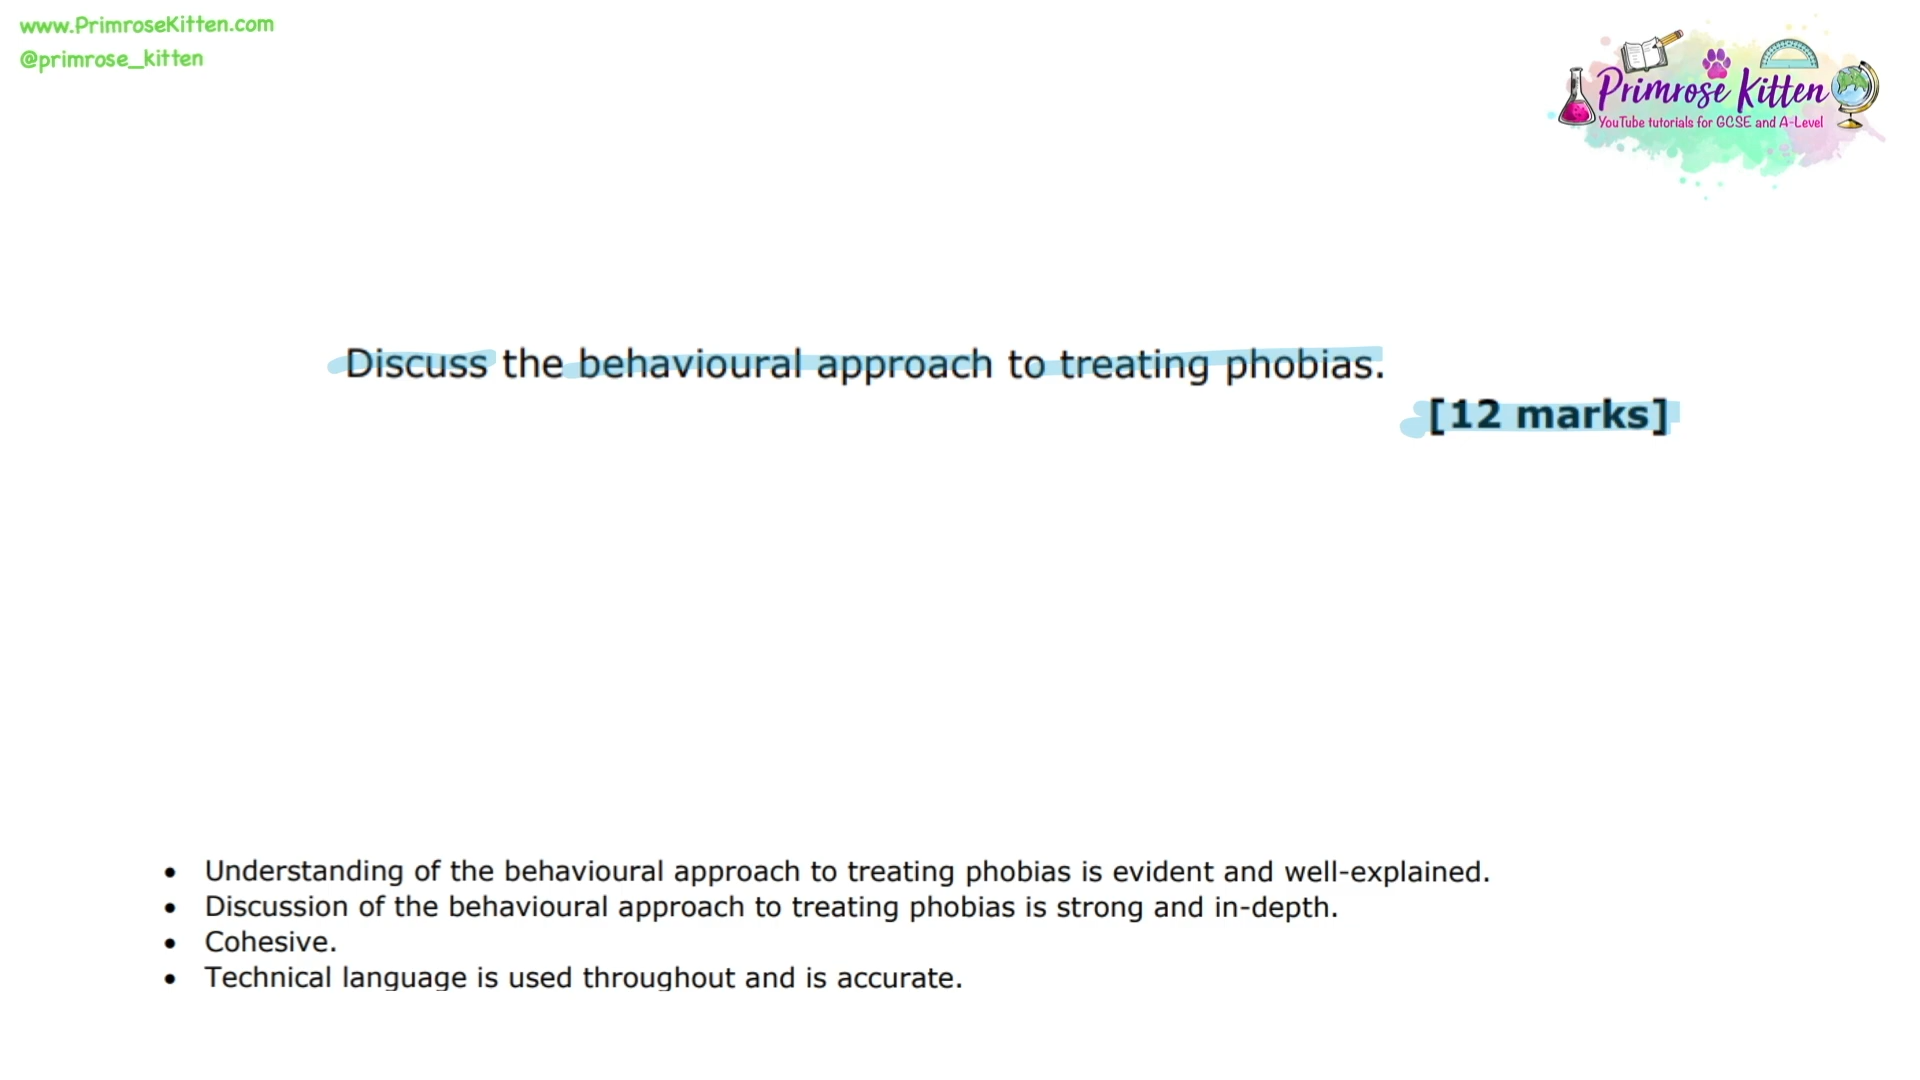 www.PrimroseKitten.com
@primrose_kitten
Primrose Kitten
YouTube tutorials for GCSE and A-Level
Discuss the behavioural approach to treating phobias.
[12 marks]
• Understanding of the behavioural approach to treating phobias is evident and well-explained.
• Discussion of the behavioural approach to treating phobias is strong and in-depth.
• Cohesive.
• Technical language is used throughout and is accurate.